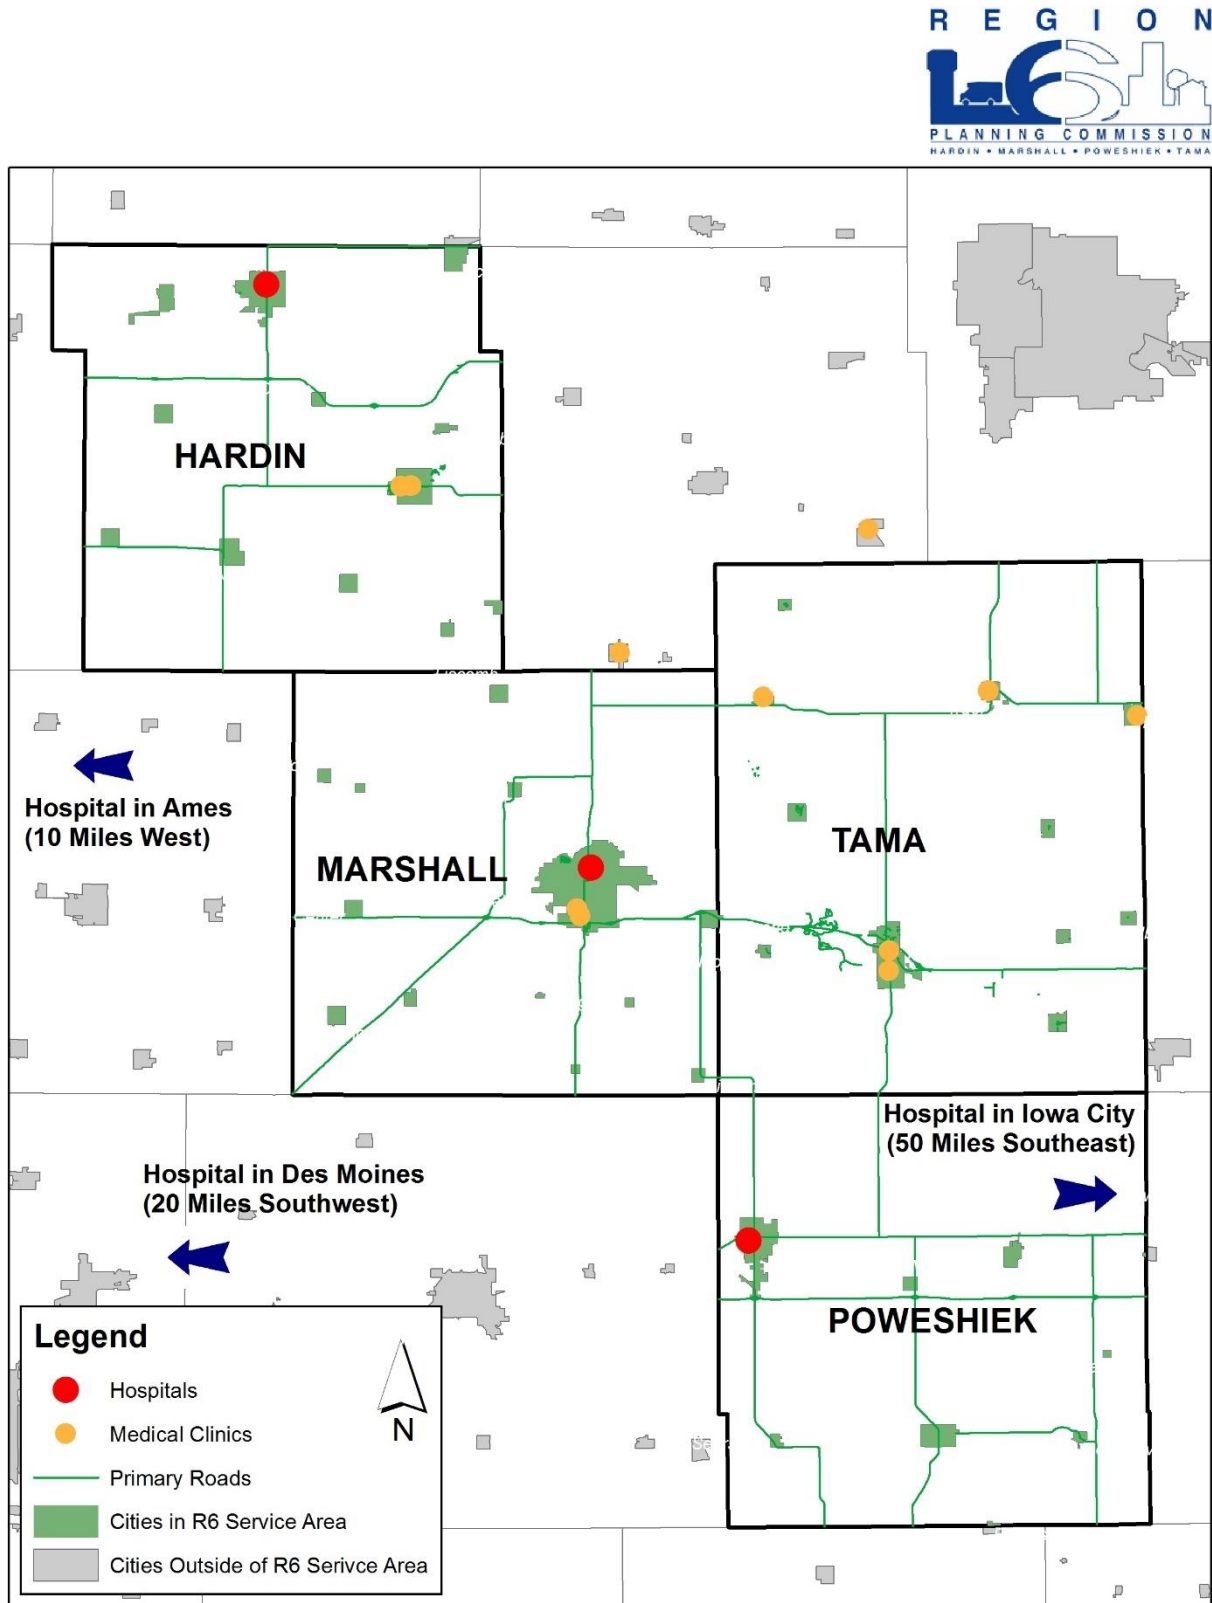 REGION
6
PLANNING COMMISSION
HARDIN • MARSHALL • POWESHIEK • TAMA
HARDIN
Hospital in Ames
(10 Miles West)
MARSHALL
TAMA
Hospital in Iowa City
(50 Miles Southeast)
Hospital in Des Moines
(20 Miles Southwest)
POWESHIEK
Legend
Hospitals
Medical Clinics
Primary Roads
Cities in R6 Service Area
Cities Outside of R6 Serivce Area
N